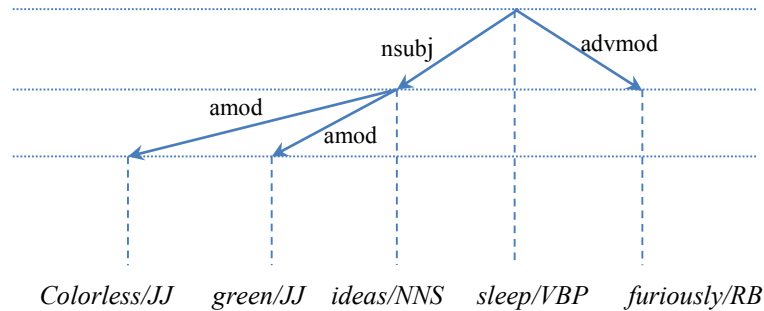 nsubj
advmod
amod
amod
Colorless/JJ green/JJ ideas/NNS sleep/VBP furiously/RB